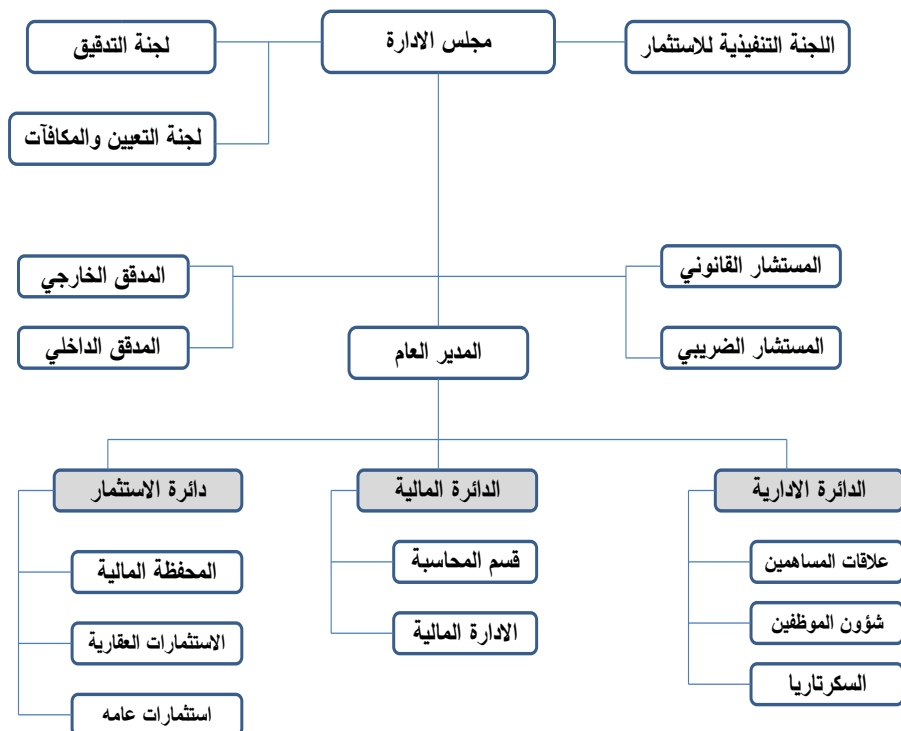 اللجنة التنفيذية للاستثمار
مجلس الادارة
لجنة التدقيق
لجنة التعيين والمكافآت
المستشار القانوني
المدقق الخارجي
المستشار الضريبي
المدير العام
المدقق الداخلي
الدائرة الادارية
الدائرة المالية
دائرة الاستثمار
علاقات المساهمين
قسم المحاسبة
المحفظة المالية
شؤون الموظفين
الادارة المالية
الاستثمارات العقارية
السكرتاريا
استثمارات عامه